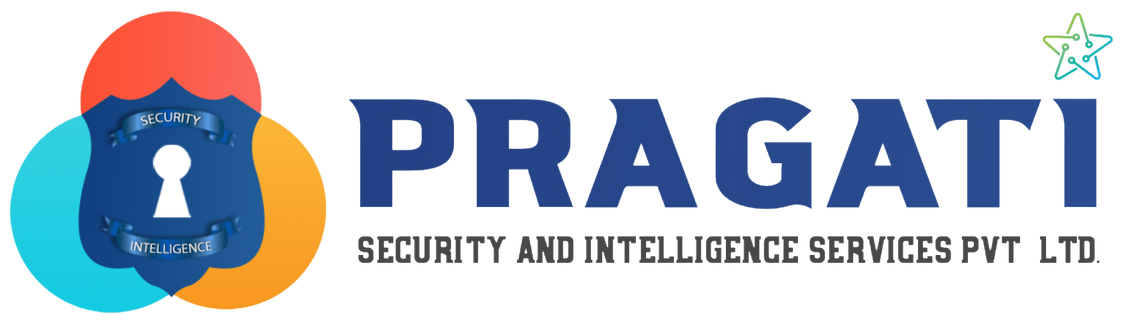 SECURITY
INTELLIGENCE
PRAGATI
SECURITY AND INTELLIGENCE SERVICES PVT LTD.